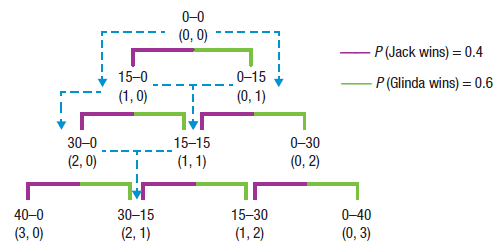 0–0
(0, 0)
P (Jack wins) = 0.4
15–0 0–15
P (Glinda wins) = 0.6
(1, 0) (0, 1)
30–0 15–15 0–30
(2, 0) (1, 1) (0, 2)
40–0 30–15 15–30 0–40
(3, 0) (2, 1) (1, 2) (0, 3)